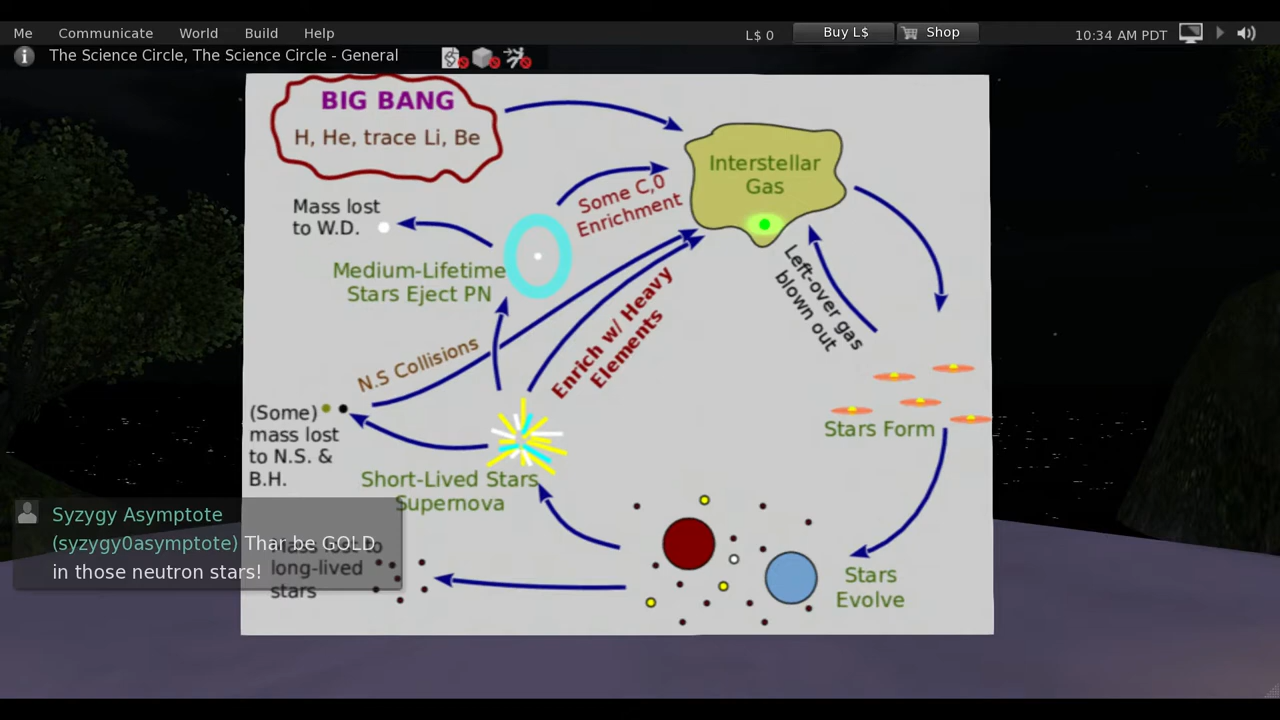 Me Communicate World Build Help L$ 0 Buy L$ Shop 10:34 AM PDT
The Science Circle, The Science Circle - General
BIG BANG
H, He, trace Li, Be
Interstellar
Gas
Some C,O
Enrichment
Mass lost
to W.D.
Medium-Lifetime
Stars Eject PN
Left-over gas
blown out
Enrich w/ Heavy
Elements
N.S Collisions
(Some)
mass lost
to N.S. &
B.H.
Stars Form
Short-Lived Stars
Supernova
Stars
Evolve
Mass lost to
long-lived
stars
Syzygy Asymptote
(syzygy0asymptote) Thar be GOLD
in those neutron stars!